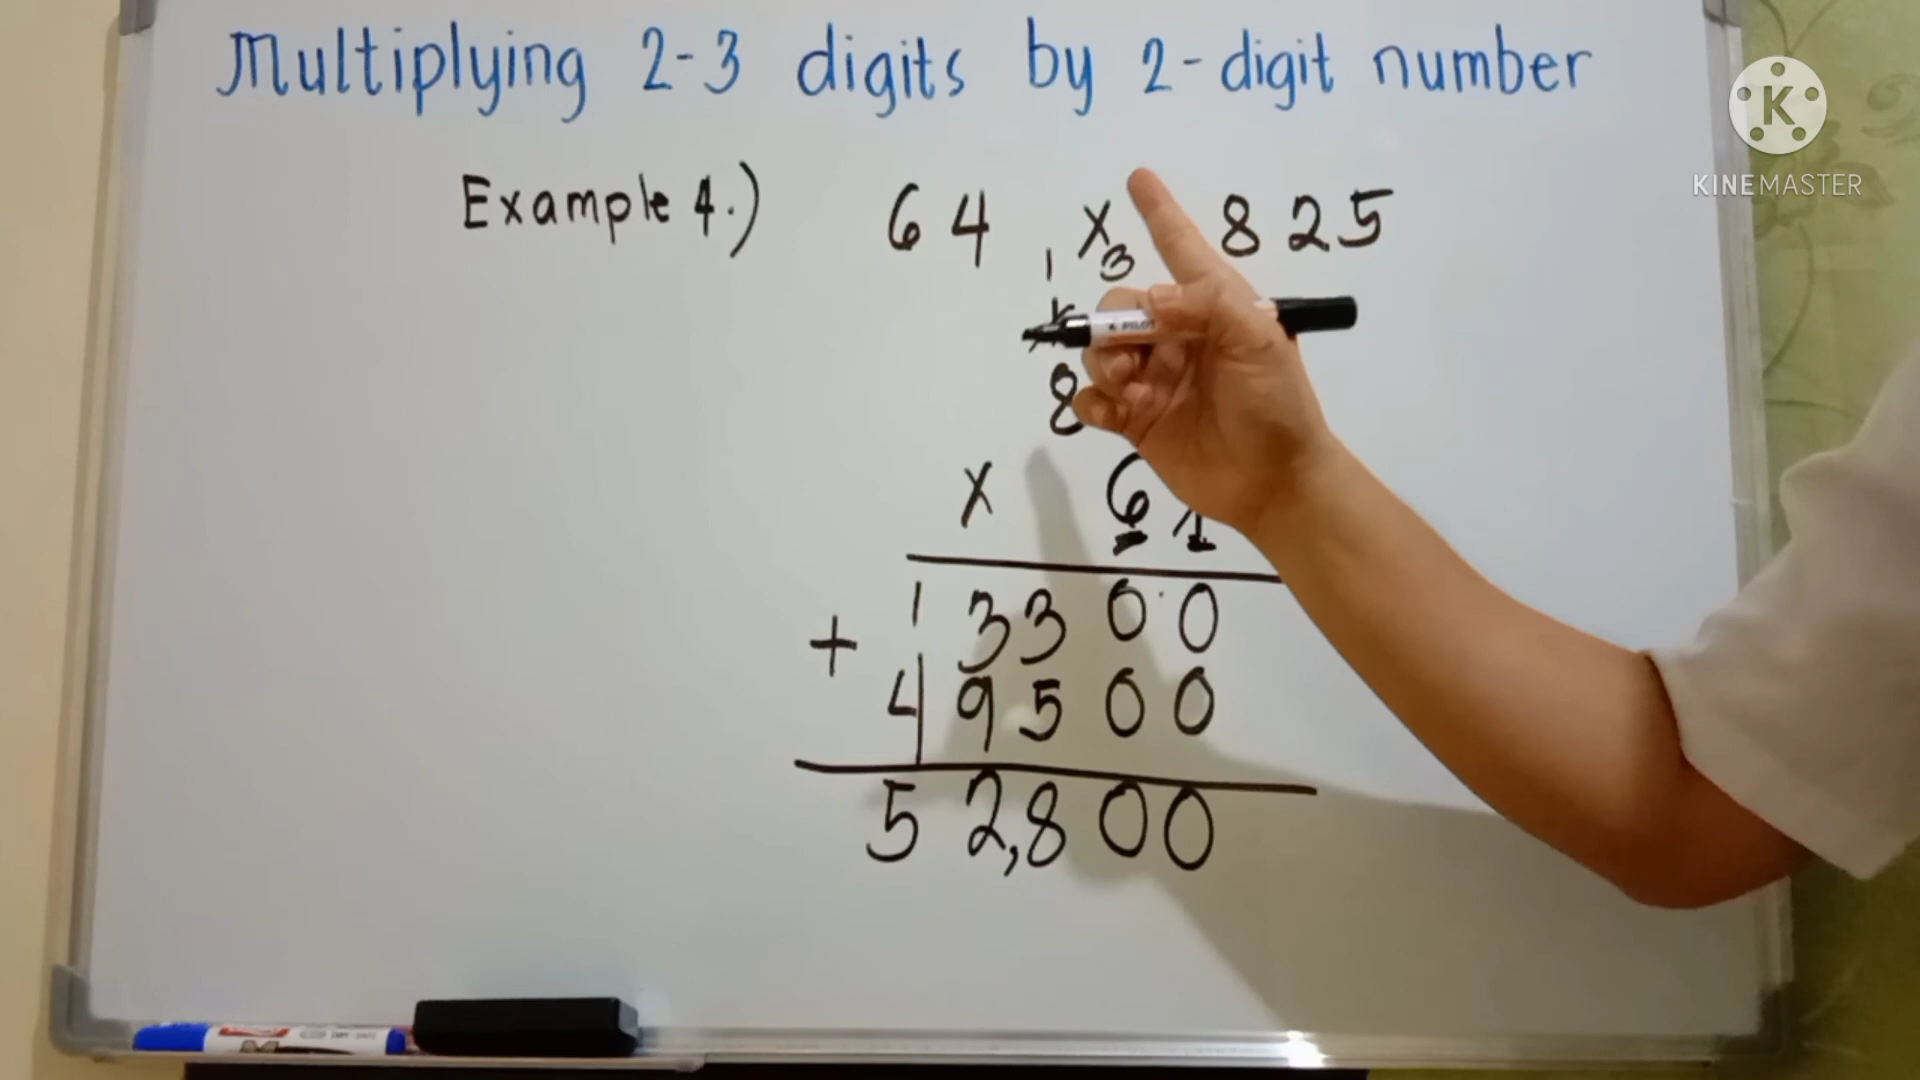 Multiplying 2-3 digits by 2-digit number
KINEMASTER
Example 4.) 64 x 825
1 3
8
x 6
+ 1 3 3 0 0
4 9 5 0 0
5 2,8 0 0
PILOT